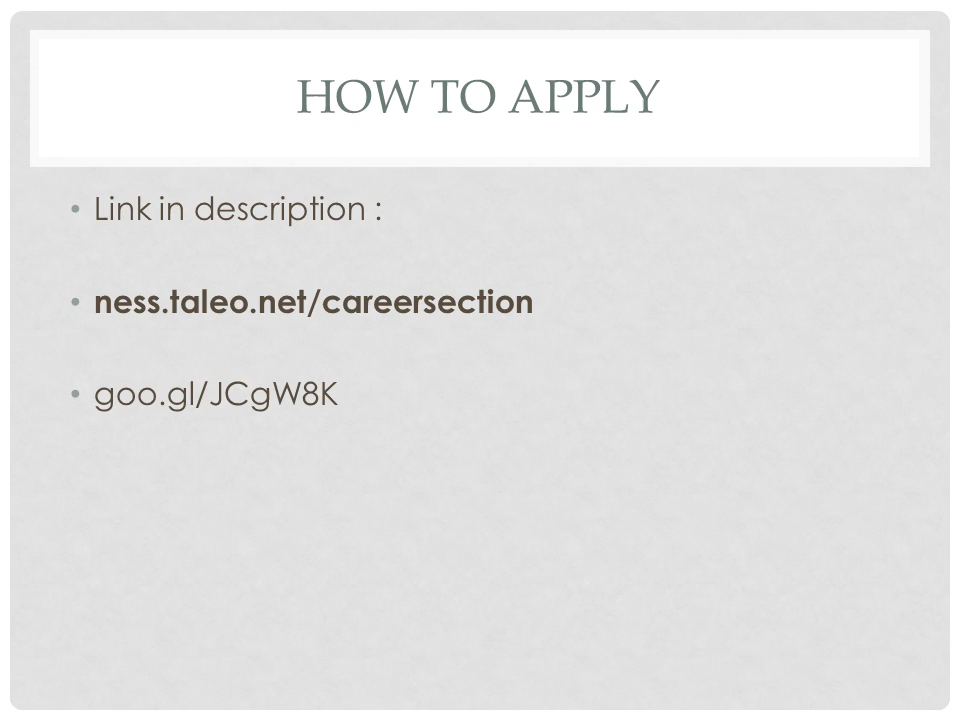 HOW TO APPLY
• Link in description :
• ness.taleo.net/careersection
• goo.gl/JCgW8K